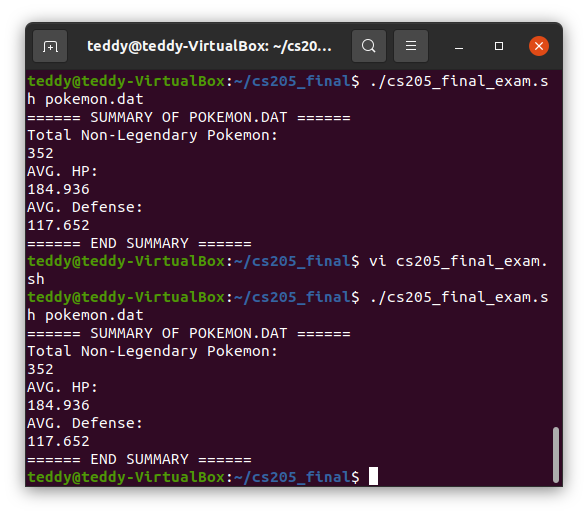 teddy@teddy-VirtualBox: ~/cs20...
teddy@teddy-VirtualBox:~/cs205_final$ ./cs205_final_exam.s
h pokemon.dat
====== SUMMARY OF POKEMON.DAT ======
Total Non-Legendary Pokemon:
352
AVG. HP:
184.936
AVG. Defense:
117.652
====== END SUMMARY ======
teddy@teddy-VirtualBox:~/cs205_final$ vi cs205_final_exam.
sh
teddy@teddy-VirtualBox:~/cs205_final$ ./cs205_final_exam.s
h pokemon.dat
====== SUMMARY OF POKEMON.DAT ======
Total Non-Legendary Pokemon:
352
AVG. HP:
184.936
AVG. Defense:
117.652
====== END SUMMARY ======
teddy@teddy-VirtualBox:~/cs205_final$